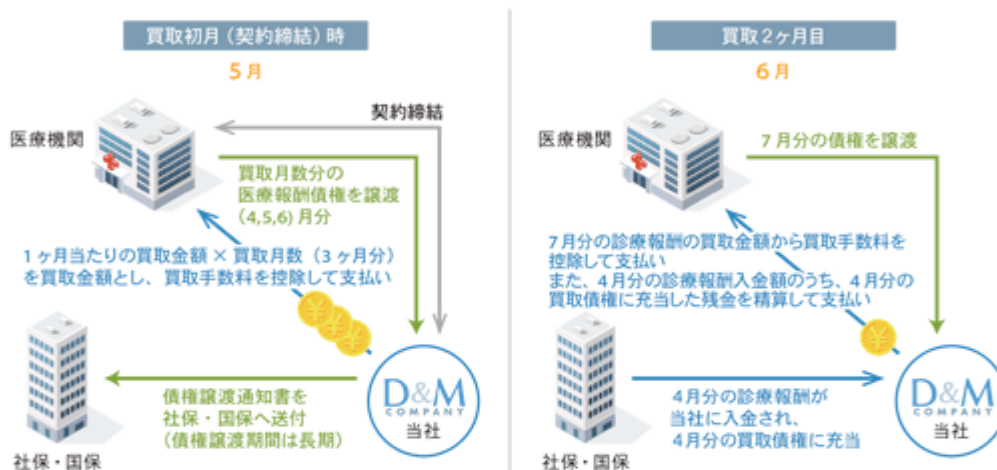 買取初月（契約締結）時
5月
医療機関
契約締結
買取月数分の
医療報酬債権を譲渡
(4,5,6)月分
1ヶ月当たりの買取金額×買取月数（3ヶ月分）
を買取金額とし、買取手数料を控除して支払い
債権譲渡通知書を
社保・国保へ送付
（債権譲渡期間は長期）
D&M
COMPANY
当社
社保・国保
買取2ヶ月目
6月
医療機関
7月分の債権を譲渡
7月分の診療報酬の買取金額から買取手数料を
控除して支払い
また、4月分の診療報酬入金額のうち、4月分の
買取債権に充当した残金を精算して支払い
4月分の診療報酬が
当社に入金され、
4月分の買取債権に充当
D&M
COMPANY
当社
社保・国保